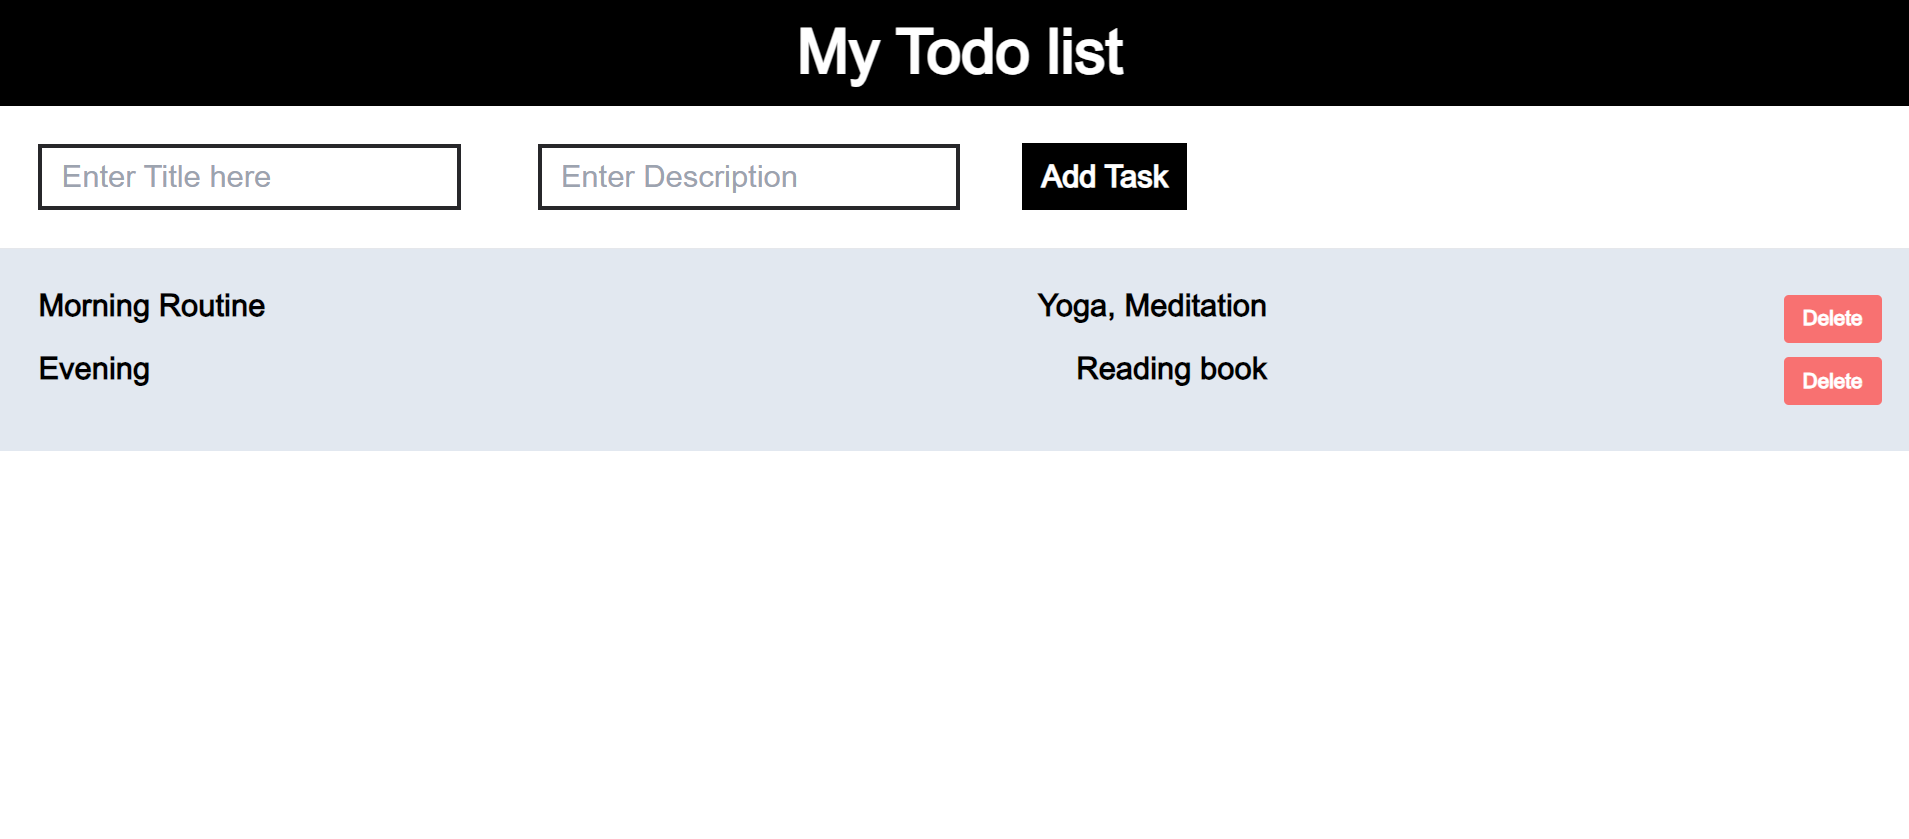 My Todo list
Enter Title here
Enter Description
Add Task
Morning Routine
Yoga, Meditation
Delete
Evening
Reading book
Delete